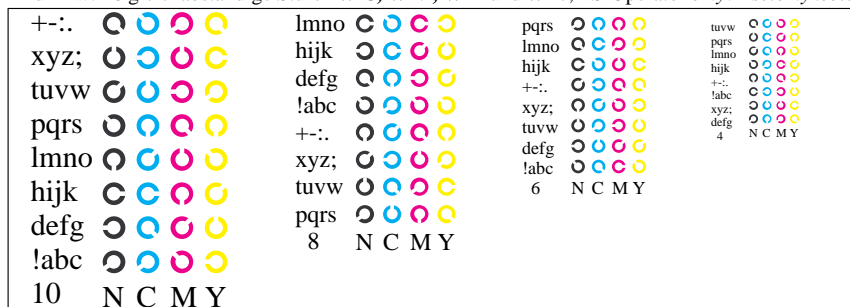 +-:.
xyz;
tuvw
pqrs
lmno
hijk
defg
!abc
10 N C M Y
lmno
hijk
defg
!abc
+-:.
xyz;
tuvw
pqrs
8 N C M Y
pqrs
lmno
hijk
+-:.
xyz;
tuvw
defg
!abc
6 N C M Y
tuvw
pqrs
lmno
hijk
+-:.
!abc
xyz;
defg
4 N C M Y